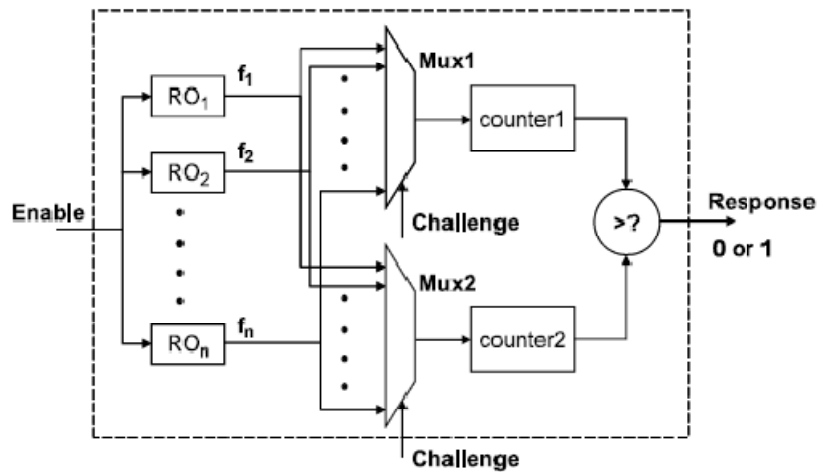 f1
RO1
f2
RO2
fn
ROn
Enable
Mux1
counter1
Challenge
Mux2
counter2
Challenge
>?
Response
0 or 1